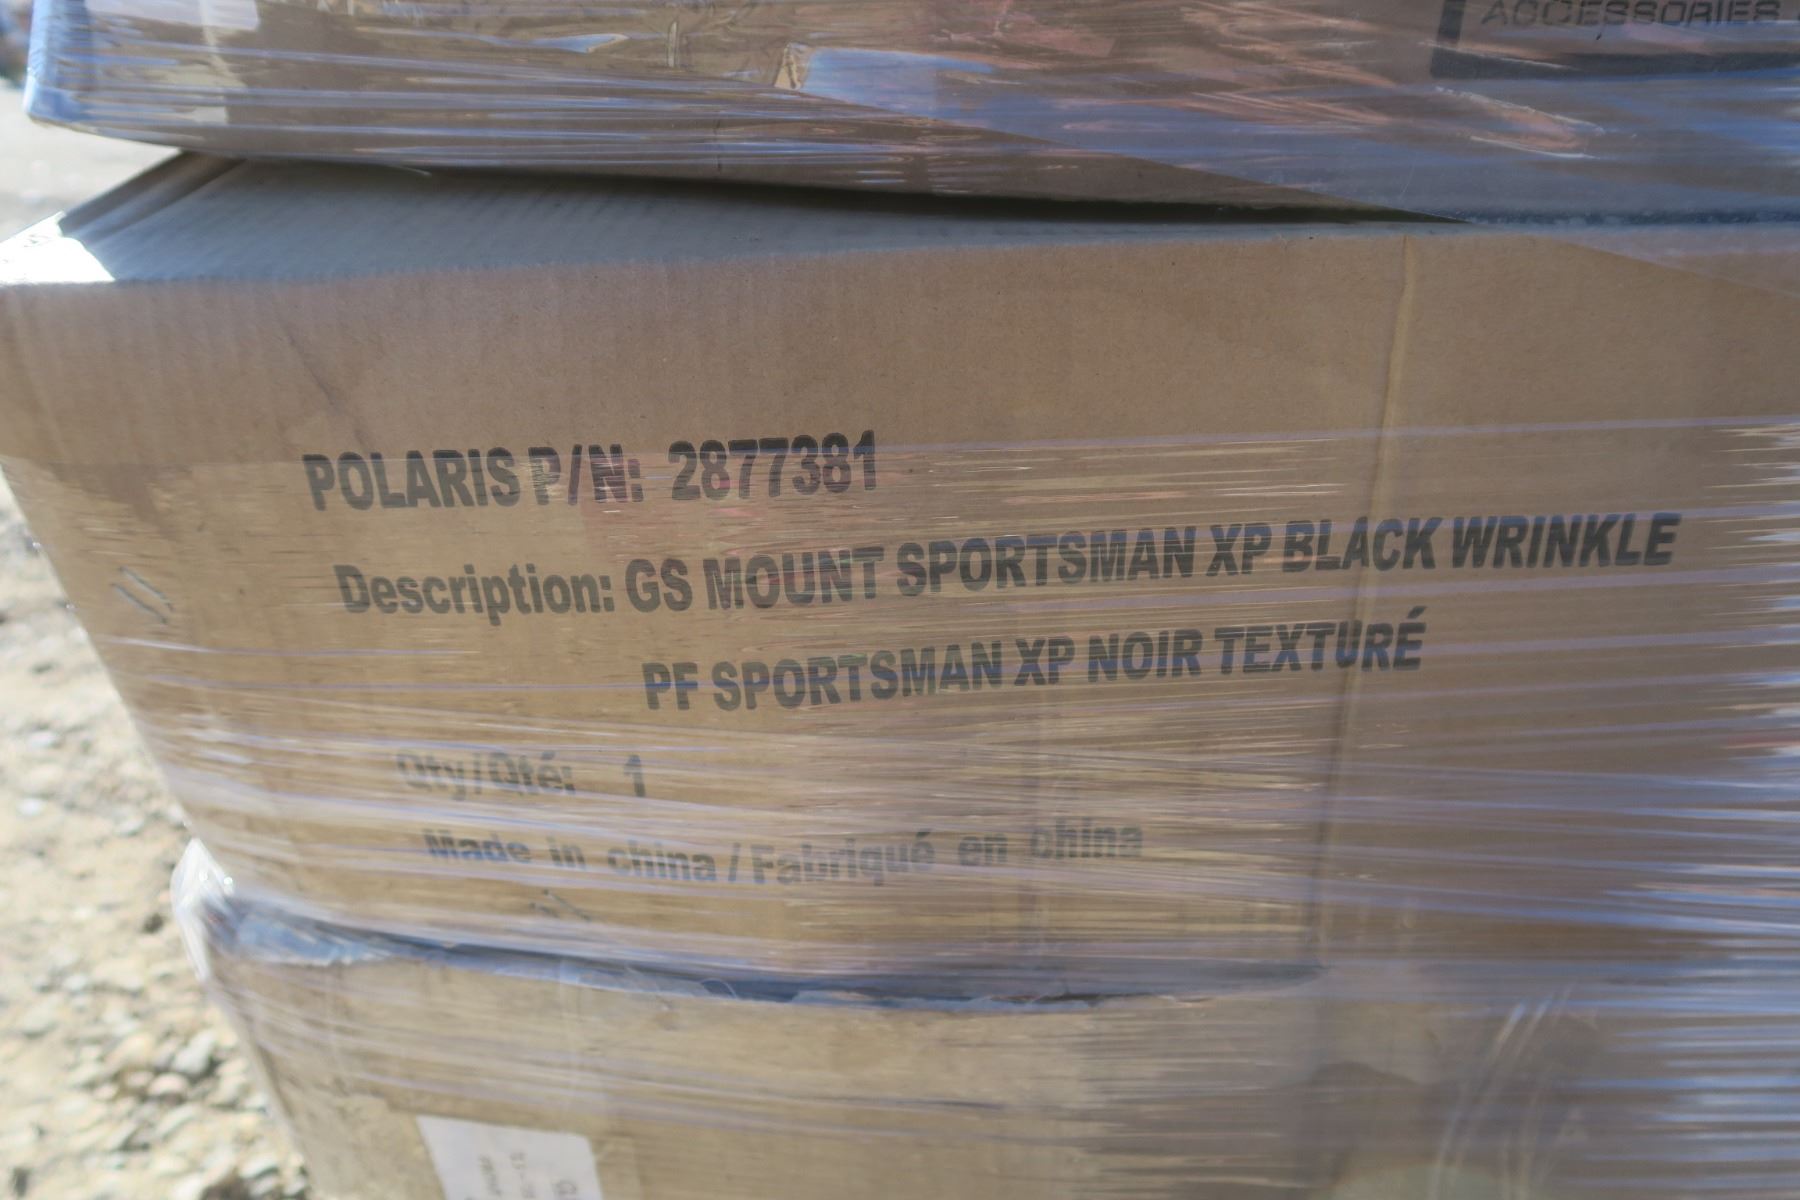 ACCESSORIES
POLARIS P/N: 2877381
Description: GS MOUNT SPORTSMAN XP BLACK WRINKLE
PF SPORTSMAN XP NOIR TEXTURÉ
Qty/Qté: 1
Made in china / Fabriqué en china